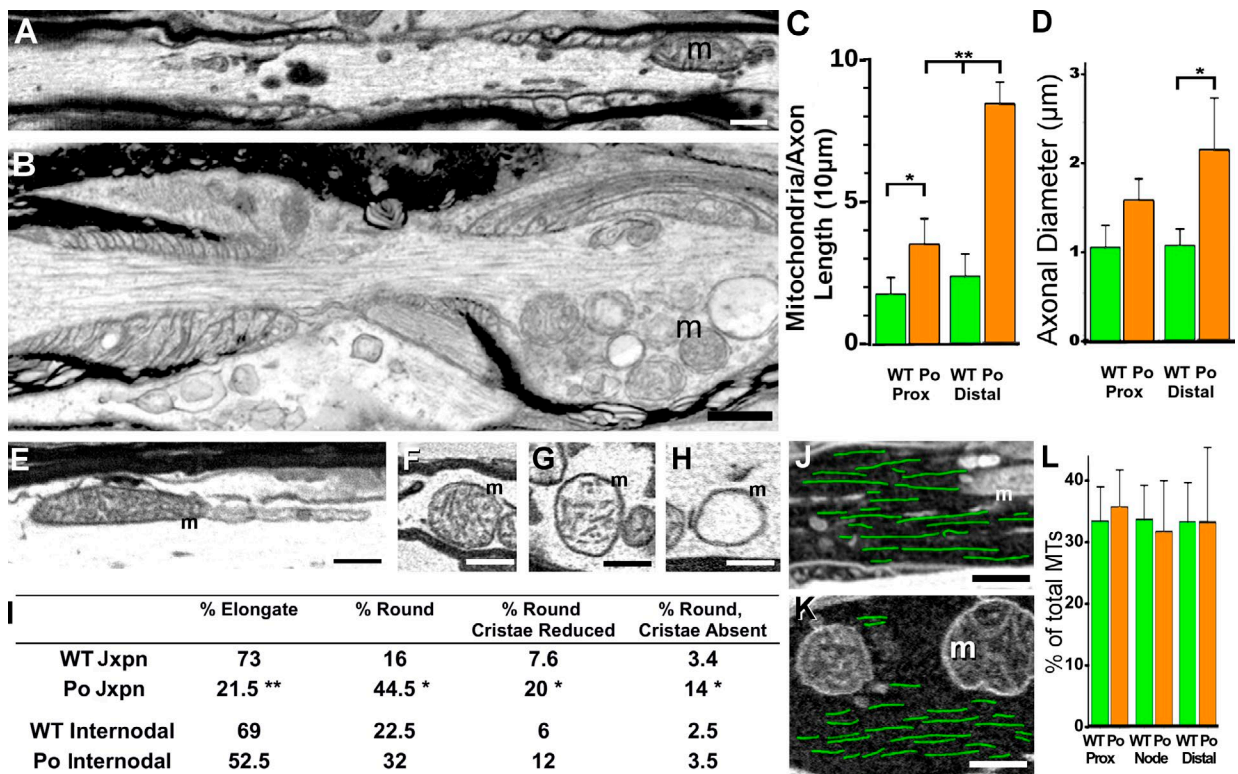 A
m
B
m
C
Mitochondria/Axon
Length (10µm)
10
5
0
*
**
WT Po WT Po
Prox Distal
D
Axonal Diameter (µm)
3
2
1
0
*
WT Po WT Po
Prox Distal
E
m
F
m
G
m
H
m
I
% Elongate % Round % Round % Round,
Cristae Reduced Cristae Absent
WT Jxpn 73 16 7.6 3.4
Po Jxpn 21.5 ** 44.5 * 20 * 14 *
WT Internodal 69 22.5 6 2.5
Po Internodal 52.5 32 12 3.5
J
m
K
m
L
% of total MTs
40
30
20
10
0
WT Po WT Po WT Po
Prox Node Distal